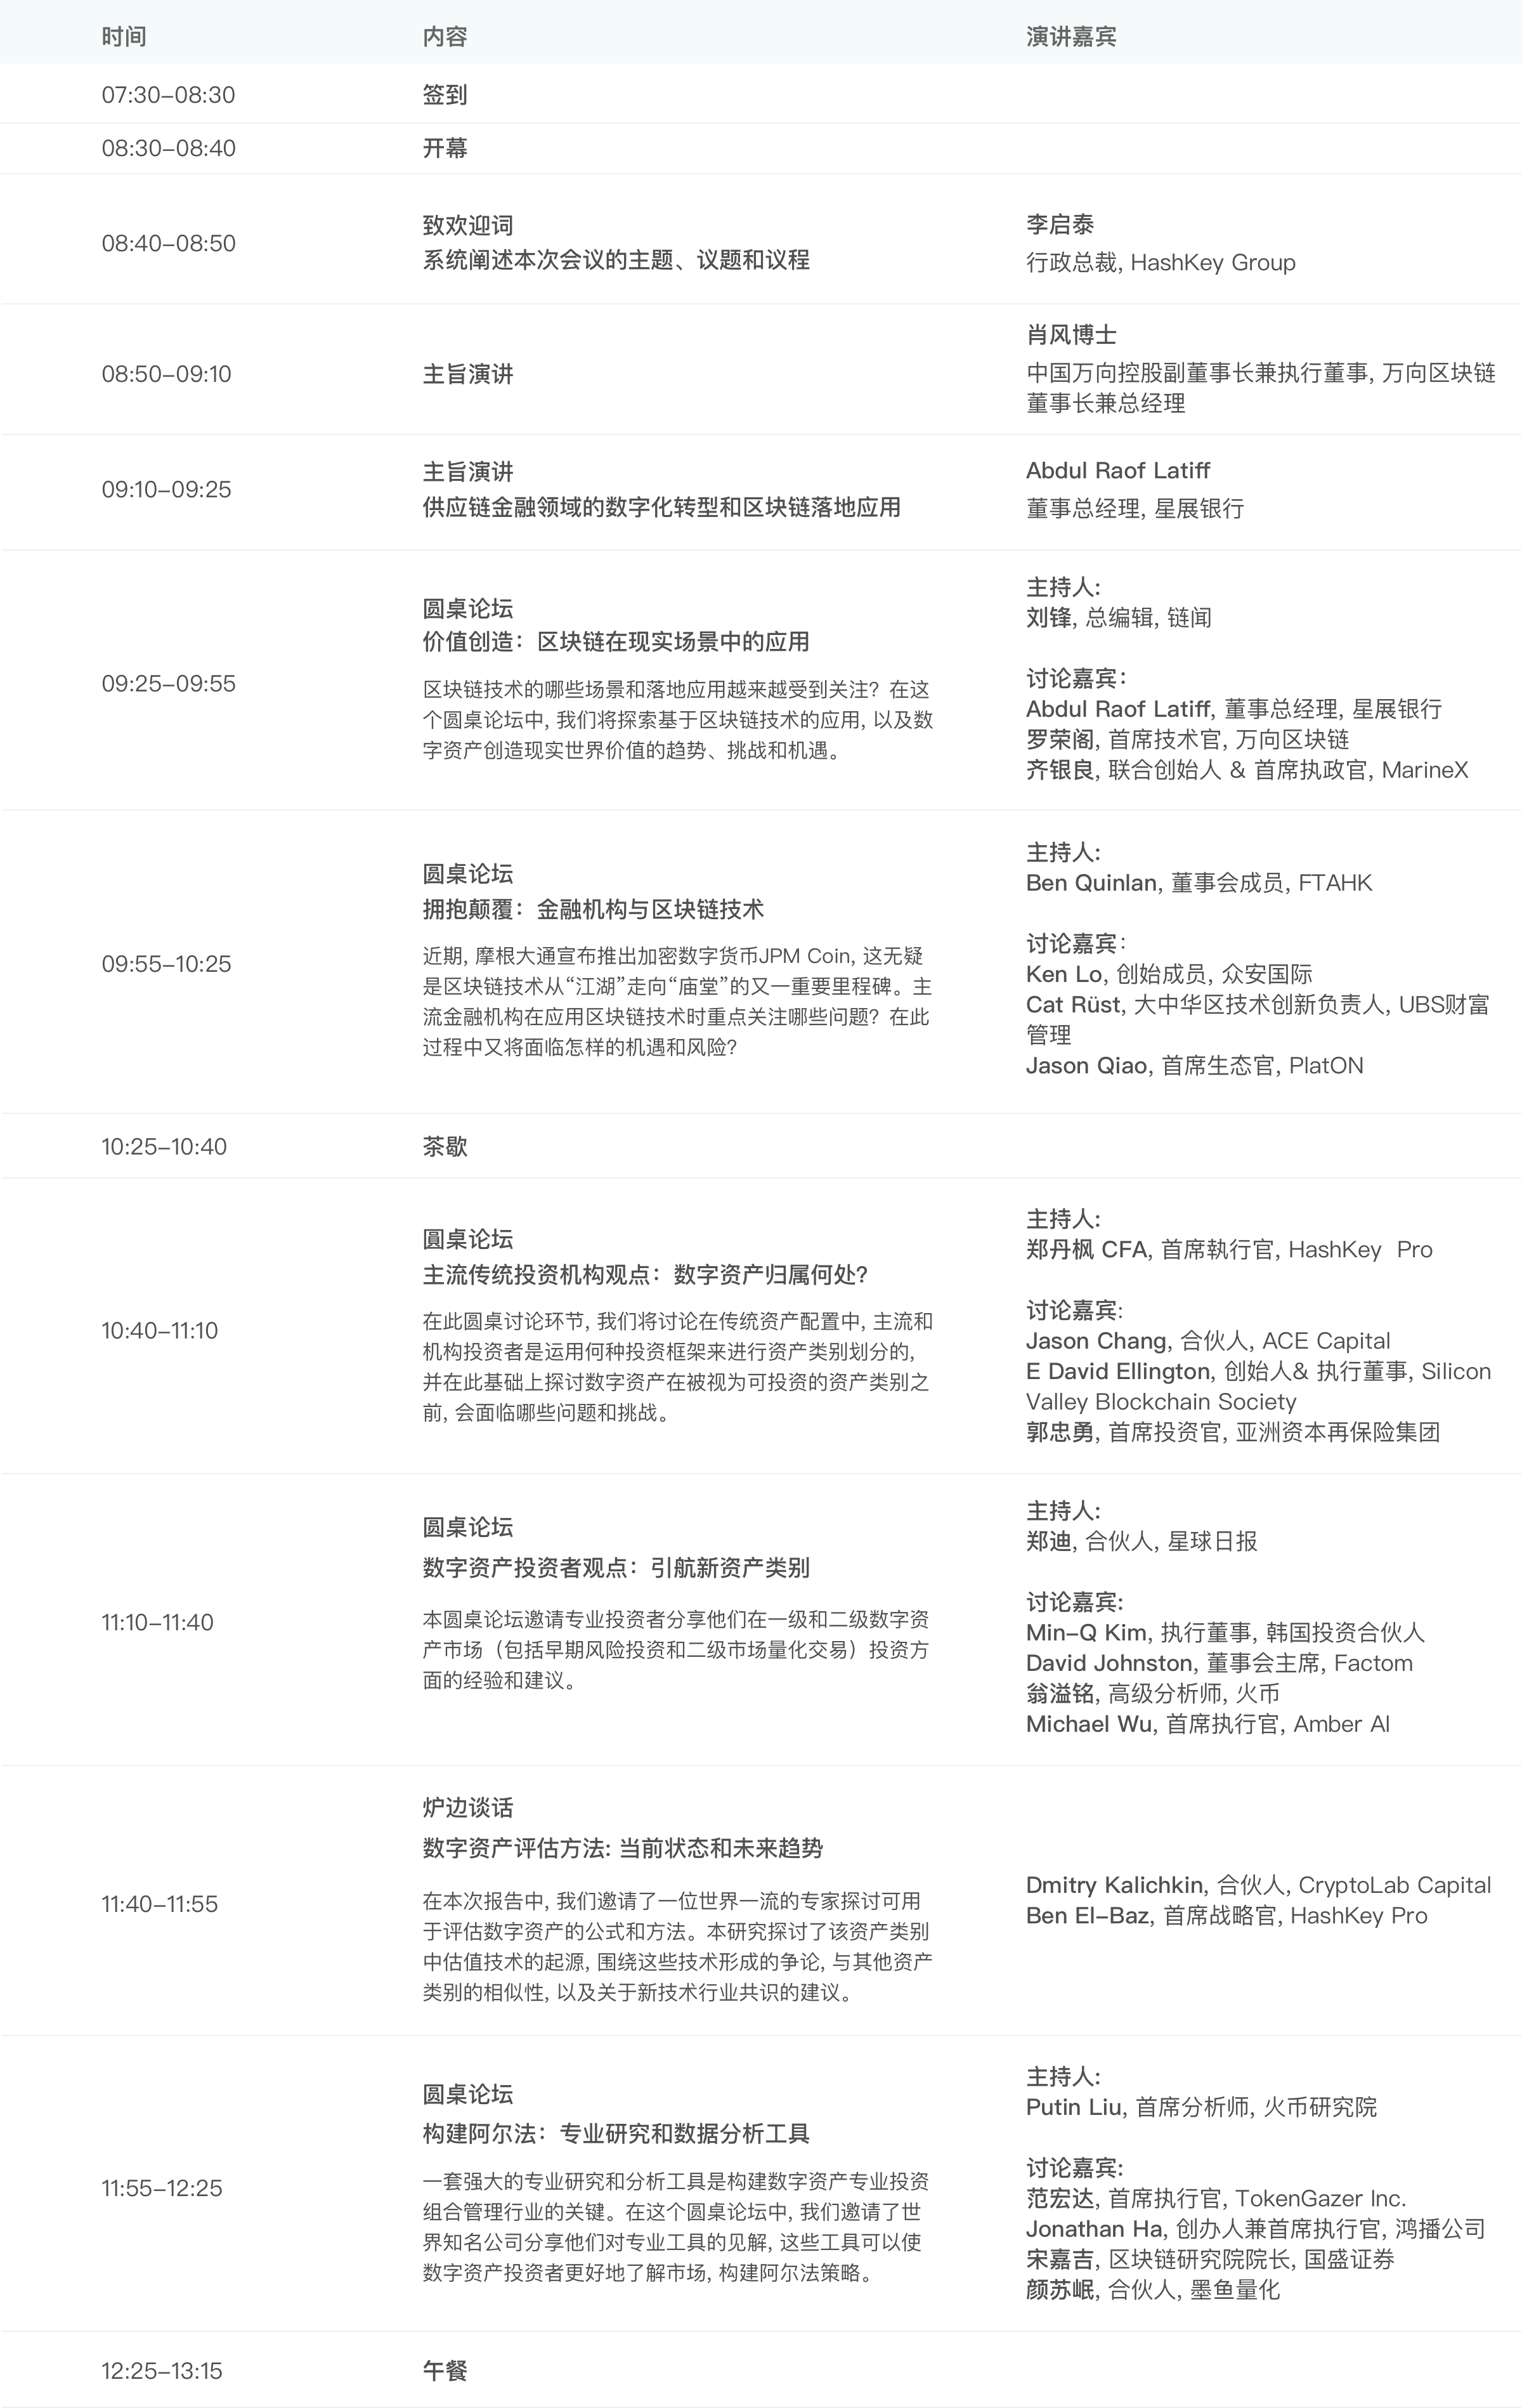 时间 内容 演讲嘉宾
07:30–08:30 签到
08:30–08:40 开幕
08:40–08:50
致欢迎词
系统阐述本次会议的主题、议题和议程
李启泰
行政总裁, HashKey Group
08:50–09:10
主旨演讲
肖风博士
中国万向控股副董事长兼执行董事, 万向区块链
董事长兼总经理
09:10–09:25
主旨演讲
供应链金融领域的数字化转型和区块链落地应用
Abdul Raof Latiff
董事总经理, 星展银行
09:25–09:55
圆桌论坛
价值创造：区块链在现实场景中的应用
区块链技术的哪些场景和落地应用越来越受到关注？在这
个圆桌论坛中, 我们将探索基于区块链技术的应用, 以及数
字资产创造现实世界价值的趋势、挑战和机遇。
主持人:
刘锋, 总编辑, 链闻
讨论嘉宾：
Abdul Raof Latiff, 董事总经理, 星展银行
罗荣阁, 首席技术官, 万向区块链
齐银良, 联合创始人 & 首席执政官, MarineX
09:55–10:25
圆桌论坛
拥抱颠覆：金融机构与区块链技术
近期, 摩根大通宣布推出加密数字货币JPM Coin, 这无疑
是区块链技术从“江湖”走向“庙堂”的又一重要里程碑。主
流金融机构在应用区块链技术时重点关注哪些问题？在此
过程中又将面临怎样的机遇和风险？
主持人:
Ben Quinlan, 董事会成员, FTAHK
讨论嘉宾：
Ken Lo, 创始成员, 众安国际
Cat Rüst, 大中华区技术创新负责人, UBS财富
管理
Jason Qiao, 首席生态官, PlatON
10:25–10:40 茶歇
10:40–11:10
圓桌论坛
主流传统投资机构观点：数字资产归属何处？
在此圆桌讨论环节, 我们将讨论在传统资产配置中, 主流和
机构投资者是运用何种投资框架来进行资产类别划分的,
并在此基础上探讨数字资产在被视为可投资的资产类别之
前, 会面临哪些问题和挑战。
主持人:
郑丹枫 CFA, 首席執行官, HashKey  Pro
讨论嘉宾:
Jason Chang, 合伙人, ACE Capital
E David Ellington, 创始人& 执行董事, Silicon
Valley Blockchain Society
郭忠勇, 首席投资官, 亚洲资本再保险集团
11:10–11:40
圆桌论坛
数字资产投资者观点：引航新资产类别
本圆桌论坛邀请专业投资者分享他们在一级和二级数字资
产市场（包括早期风险投资和二级市场量化交易）投资方
面的经验和建议。
主持人:
郑迪, 合伙人, 星球日报
讨论嘉宾:
Min–Q Kim, 执行董事, 韩国投资合伙人
David Johnston, 董事会主席, Factom
翁溢铭, 高级分析师, 火币
Michael Wu, 首席执行官, Amber AI
11:40–11:55
炉边谈话
数字资产评估方法: 当前状态和未来趋势
在本次报告中, 我们邀请了一位世界一流的专家探讨可用
于评估数字资产的公式和方法。本研究探讨了该资产类别
中估值技术的起源, 围绕这些技术形成的争论, 与其他资产
类别的相似性, 以及关于新技术行业共识的建议。
Dmitry Kalichkin, 合伙人, CryptoLab Capital
Ben El–Baz, 首席战略官, HashKey Pro
11:55–12:25
圆桌论坛
构建阿尔法：专业研究和数据分析工具
一套强大的专业研究和分析工具是构建数字资产专业投资
组合管理行业的关键。在这个圆桌论坛中, 我们邀请了世
界知名公司分享他们对专业工具的见解, 这些工具可以使
数字资产投资者更好地了解市场, 构建阿尔法策略。
主持人:
Putin Liu, 首席分析师, 火币研究院
讨论嘉宾:
范宏达, 首席执行官, TokenGazer Inc.
Jonathan Ha, 创办人兼首席执行官, 鸿播公司
宋嘉吉, 区块链研究院院长, 国盛证券
颜苏岷, 合伙人, 墨鱼量化
12:25–13:15 午餐